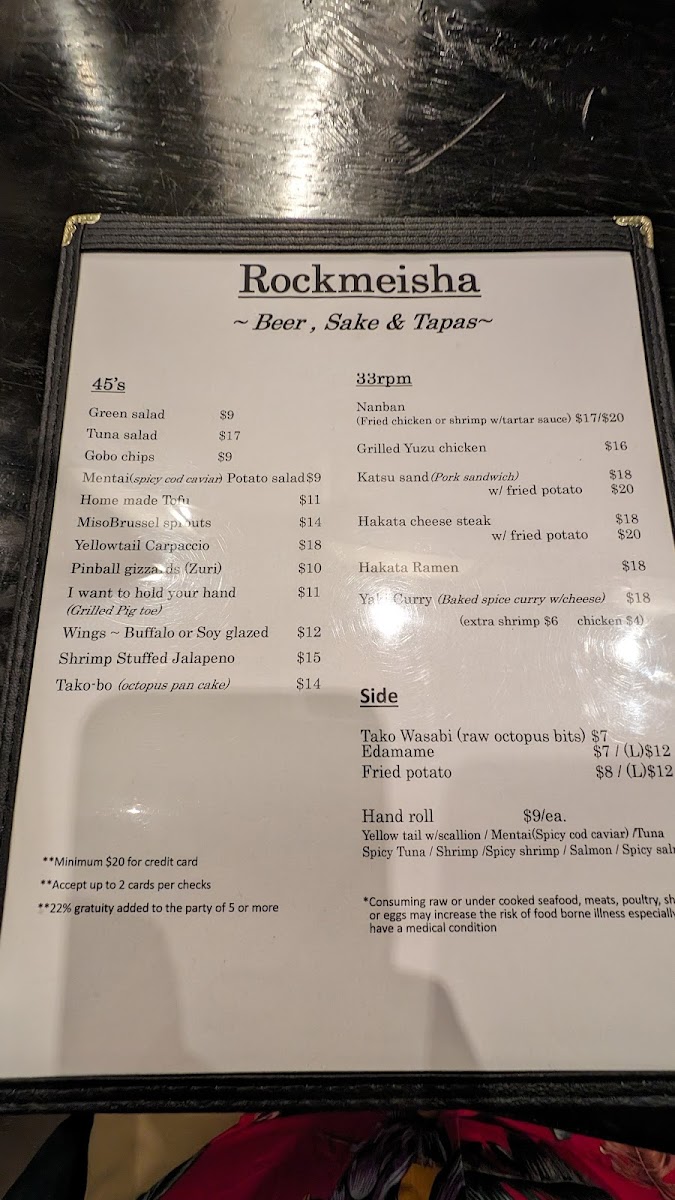 Rockmeisha
~ Beer , Sake & Tapas~
45's
Green salad $9
Tuna salad $17
Gobo chips $9
Mentai(spicy cod caviar) Potato salad $9
Home made Tofu $11
MisoBrussel sprouts $14
Yellowtail Carpaccio $18
Pinball gizzards (Zuri) $10
I want to hold your hand $11
(Grilled Pig toe)
Wings ~ Buffalo or Soy glazed $12
Shrimp Stuffed Jalapeno $15
Tako-bo (octopus pan cake) $14
**Minimum $20 for credit card
**Accept up to 2 cards per checks
**22% gratuity added to the party of 5 or more
33rpm
Nanban
(Fried chicken or shrimp w/tartar sauce) $17/$20
Grilled Yuzu chicken $16
Katsu sand (Pork sandwich) $18
w/ fried potato $20
Hakata cheese steak $18
w/ fried potato $20
Hakata Ramen $18
Yaki Curry (Baked spice curry w/cheese) $18
(extra shrimp $6 chicken $4)
Side
Tako Wasabi (raw octopus bits) $7
Edamame $7 / (L)$12
Fried potato $8 / (L)$12
Hand roll $9/ea.
Yellow tail w/scallion / Mentai(Spicy cod caviar) /Tuna
Spicy Tuna / Shrimp /Spicy shrimp / Salmon / Spicy
*Consuming raw or under cooked seafood, meats, poultry,
or eggs may increase the risk of food borne illness especially
have a medical condition